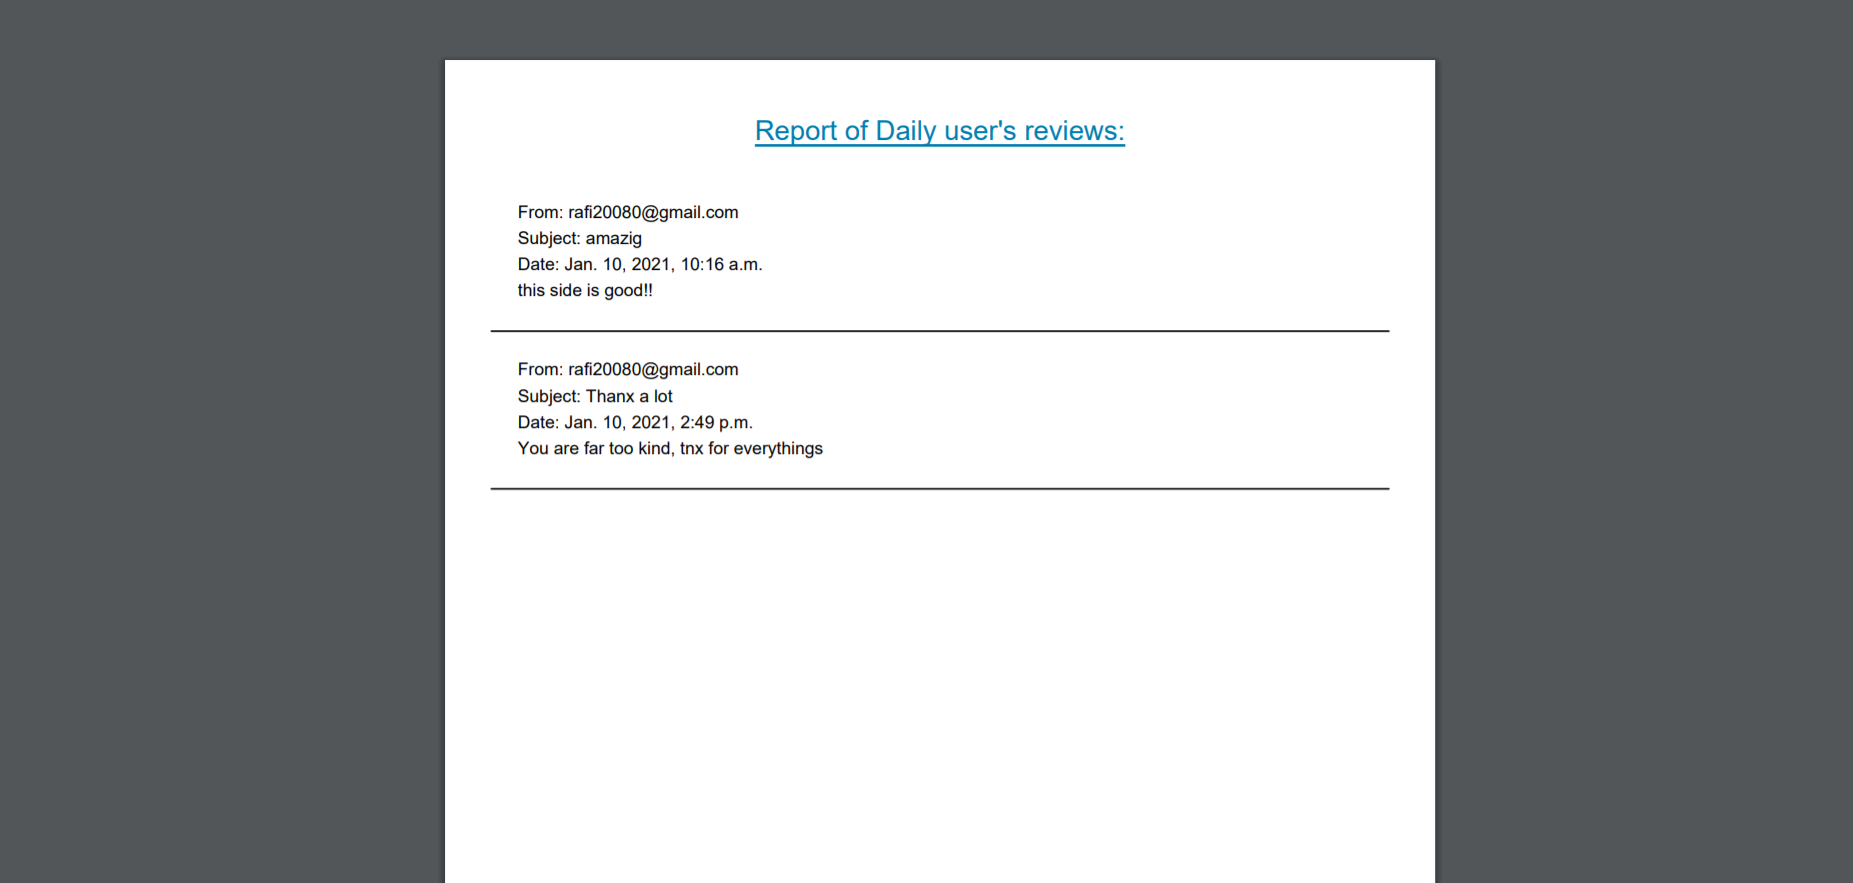 Report of Daily user's reviews:
From: rafi20080@gmail.com
Subject: amazig
Date: Jan. 10, 2021, 10:16 a.m.
this side is good!!
From: rafi20080@gmail.com
Subject: Thanx a lot
Date: Jan. 10, 2021, 2:49 p.m.
You are far too kind, tnx for everythings